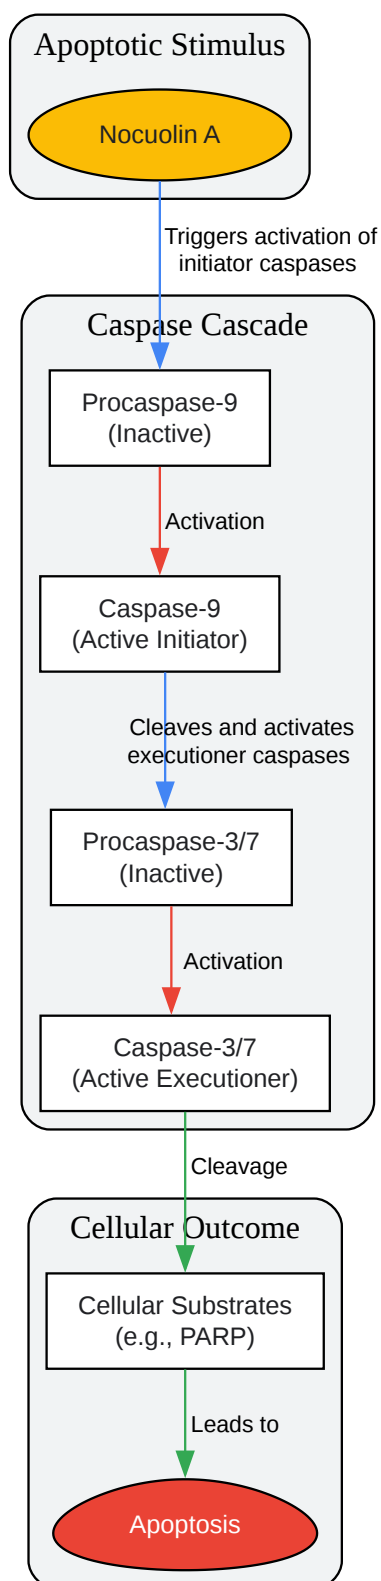 Apoptotic Stimulus
Nocuolin A
Triggers activation of
initiator caspases
Caspase Cascade
Procaspase-9
(Inactive)
Activation
Caspase-9
(Active Initiator)
Cleaves and activates
executioner caspases
Procaspase-3/7
(Inactive)
Activation
Caspase-3/7
(Active Executioner)
Cleavage
Cellular Outcome
Cellular Substrates
(e.g., PARP)
Leads to
Apoptosis